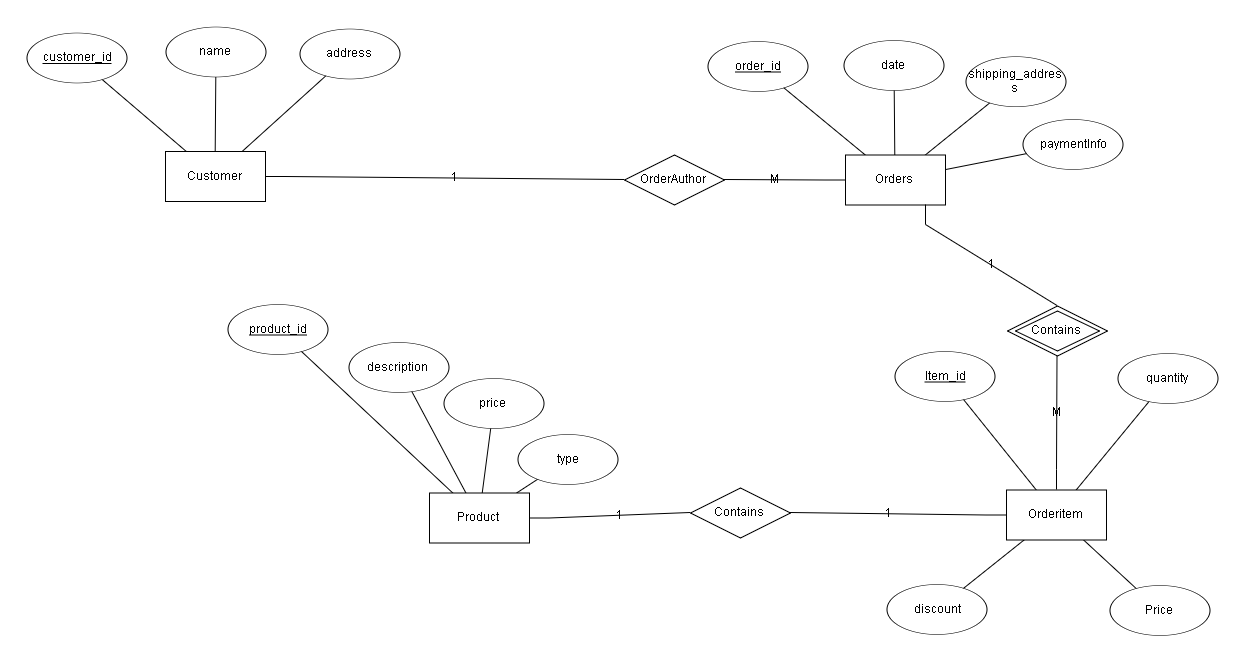 customer_id
name
address
order_id
date
shipping_addres
s
paymentInfo
Customer
1
OrderAuthor
M
Orders
1
product_id
Contains
description
Item_id
quantity
price
M
type
Product
1
Contains
1
Orderitem
discount
Price